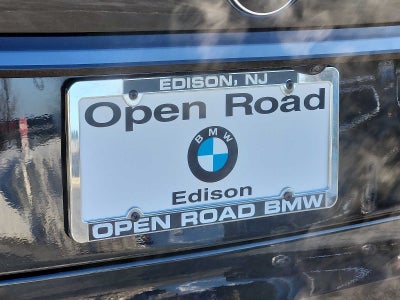 EDISON, NJ
Open Road
BMW
Edison
OPEN ROAD BMW